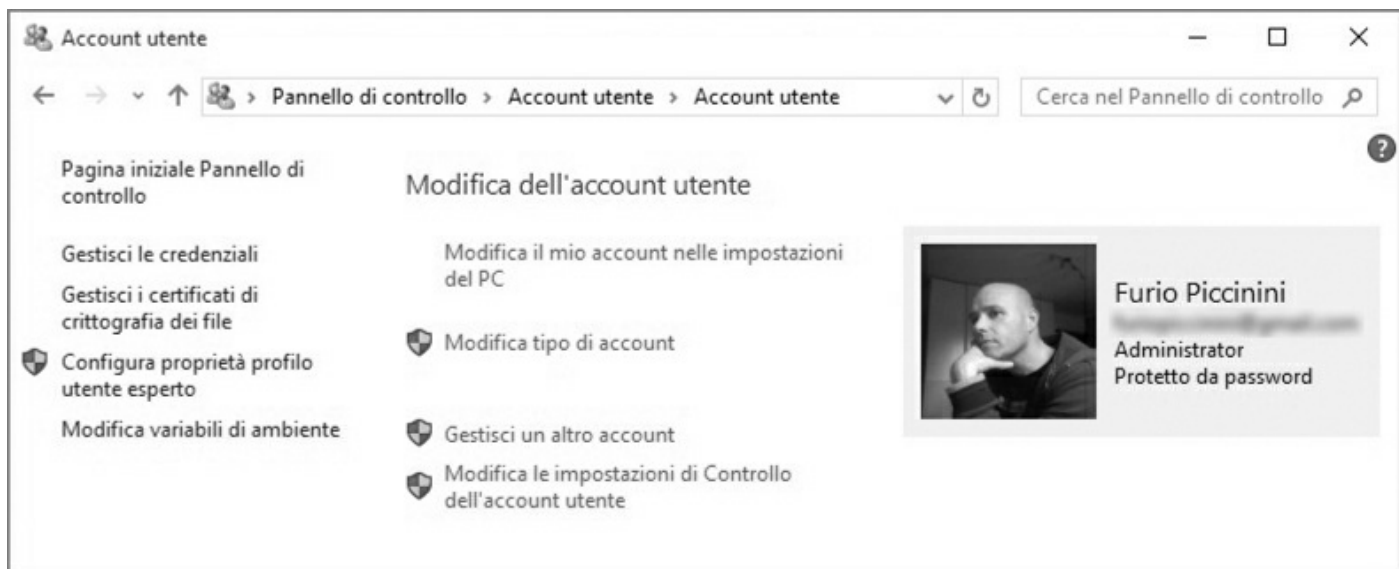 Account utente
Pannello di controllo > Account utente > Account utente
Cerca nel Pannello di controllo
Pagina iniziale Pannello di
controllo
Gestisci le credenziali
Gestisci i certificati di
crittografia dei file
Configura proprietà profilo
utente esperto
Modifica variabili di ambiente
Modifica dell'account utente
Modifica il mio account nelle impostazioni
del PC
Modifica tipo di account
Gestisci un altro account
Modifica le impostazioni di Controllo
dell'account utente
Furio Piccinini
Administrator
Protetto da password